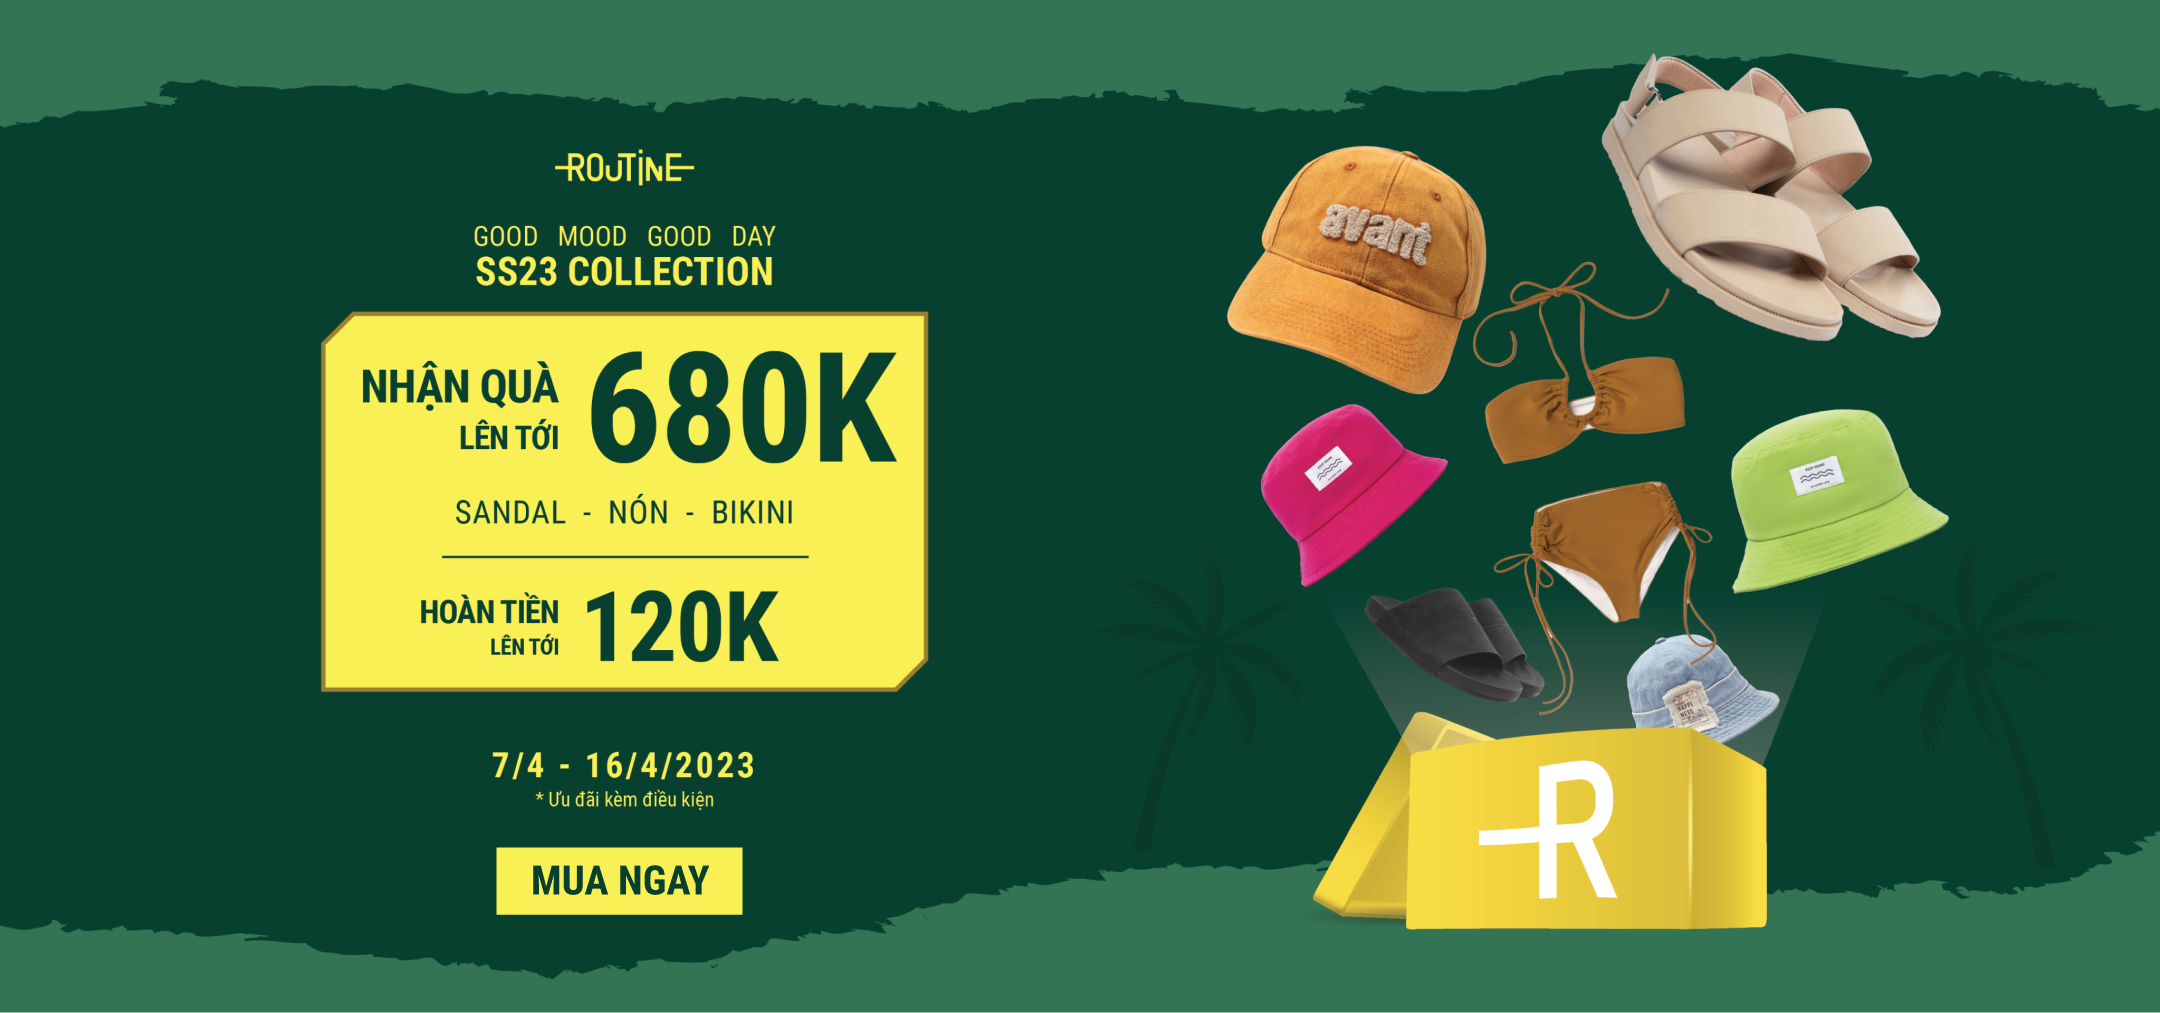 ROUTINE
GOOD MOOD GOOD DAY
SS23 COLLECTION
NHẬN QUÀ
LÊN TỚI
680K
SANDAL - NÓN - BIKINI
HOÀN TIỀN
LÊN TỚI
120K
7/4 - 16/4/2023
* Ưu đãi kèm điều kiện
MUA NGAY
avant
R